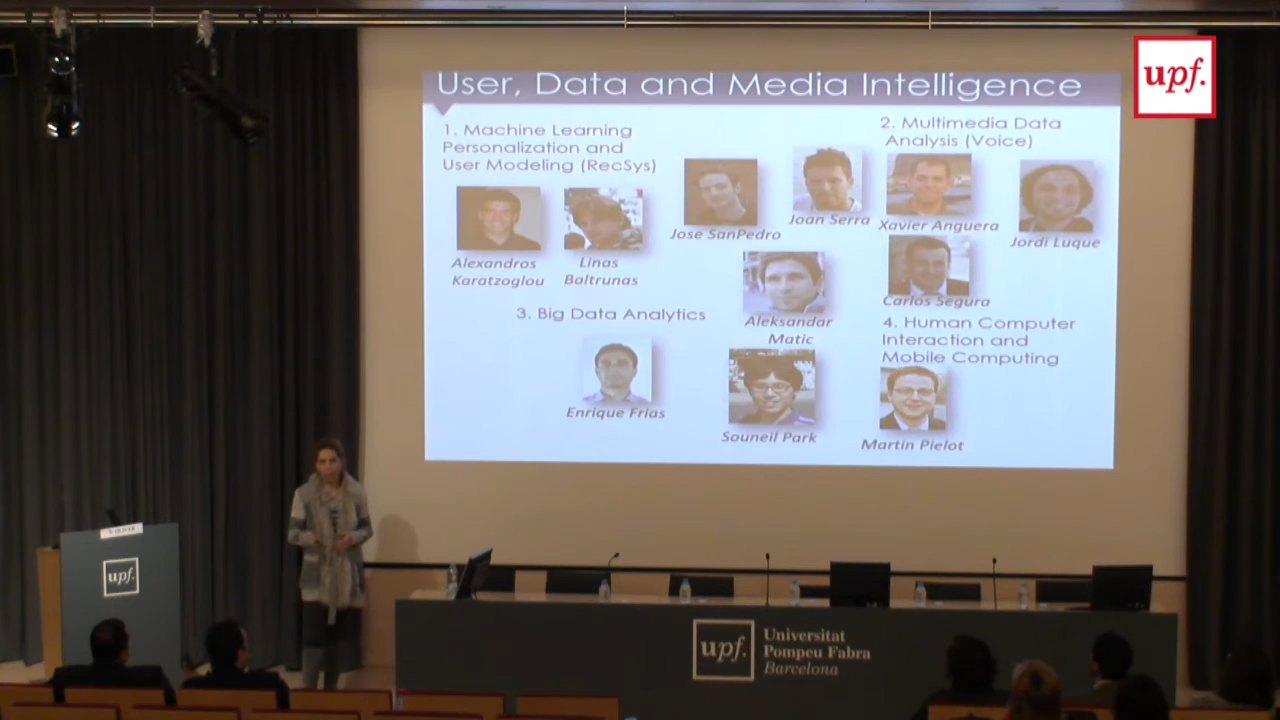 User, Data and Media Intelligence
upf.
1. Machine Learning
Personalization and
User Modeling (RecSys)
2. Multimedia Data
Analysis (Voice)
Alexandros
Karatzoglou
Linas
Baltrunas
Jose SanPedro
Joan Serra
Xavier Anguera
Jordi Luque
Carlos Segura
Aleksandar
Matic
3. Big Data Analytics
Enrique Frias
Souneil Park
4. Human Computer
Interaction and
Mobile Computing
Martin Pielot
upf.
upf.
Universitat
Pompeu Fabra
Barcelona